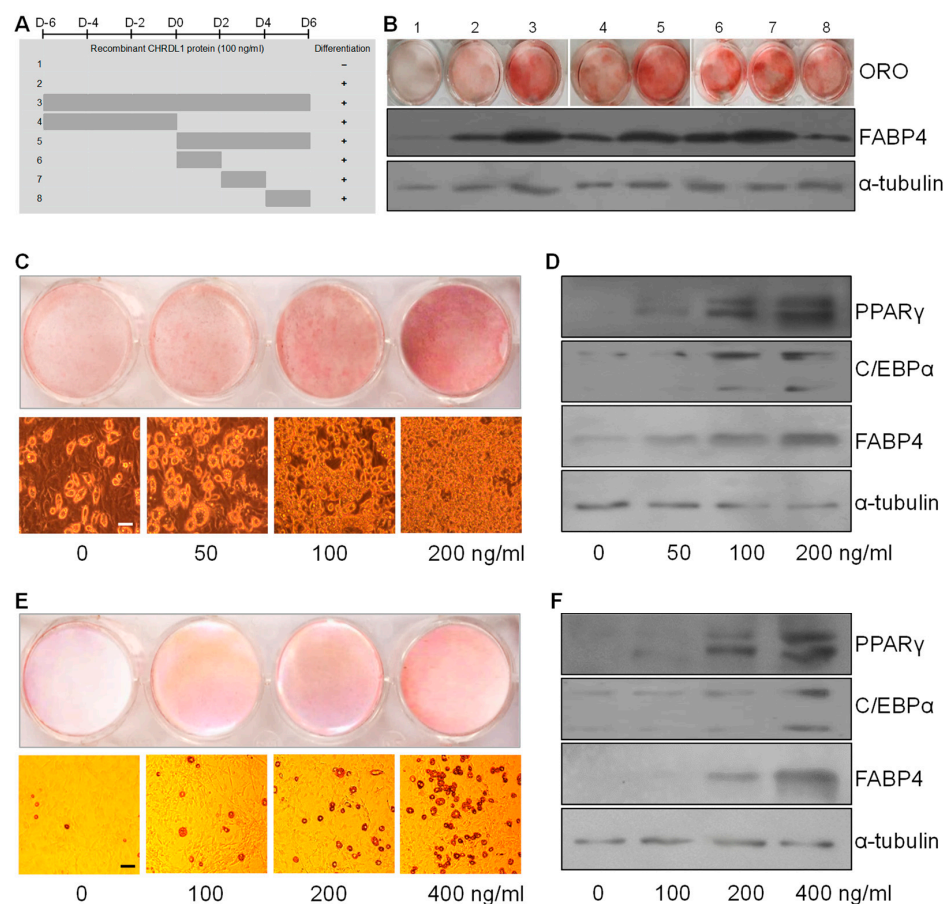 A
D-6 D-4 D-2 D0 D2 D4 D6
Recombinant CHRDL1 protein (100 ng/ml) Differentiation
1 –
2 +
3 +
4 +
5 +
6 +
7 +
8 +
B
1 2 3 4 5 6 7 8
ORO
FABP4
α-tubulin
C
0 50 100 200 ng/ml
D
PPARγ
C/EBPα
FABP4
α-tubulin
0 50 100 200 ng/ml
E
0 100 200 400 ng/ml
F
PPARγ
C/EBPα
FABP4
α-tubulin
0 100 200 400 ng/ml